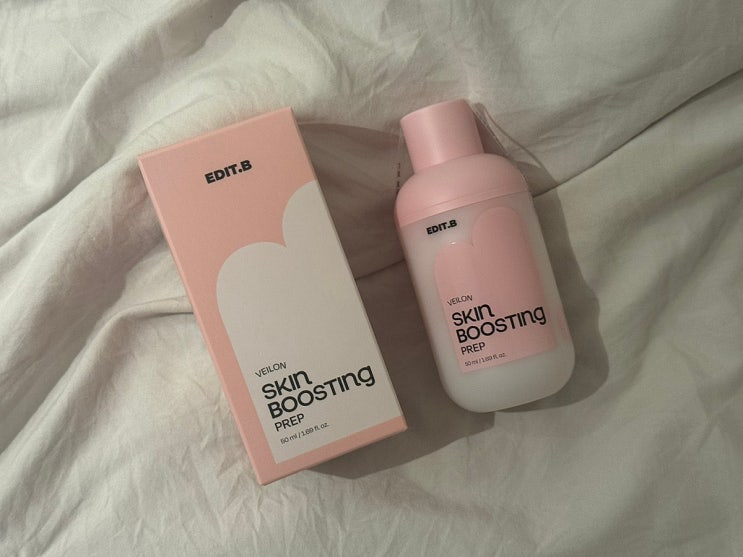 EDIT.B
VEILON
SKIN
BOOSTING
PREP
50 ml / 1.69 fl. oz.
EDIT.B
VEILON
SKIN
BOOSTING
PREP
50 ml / 1.69 fl. oz.